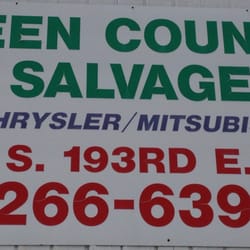 EEN COUN
SALVAGE
HRYSLER/MITSUBI
S. 193RD E.
266-639